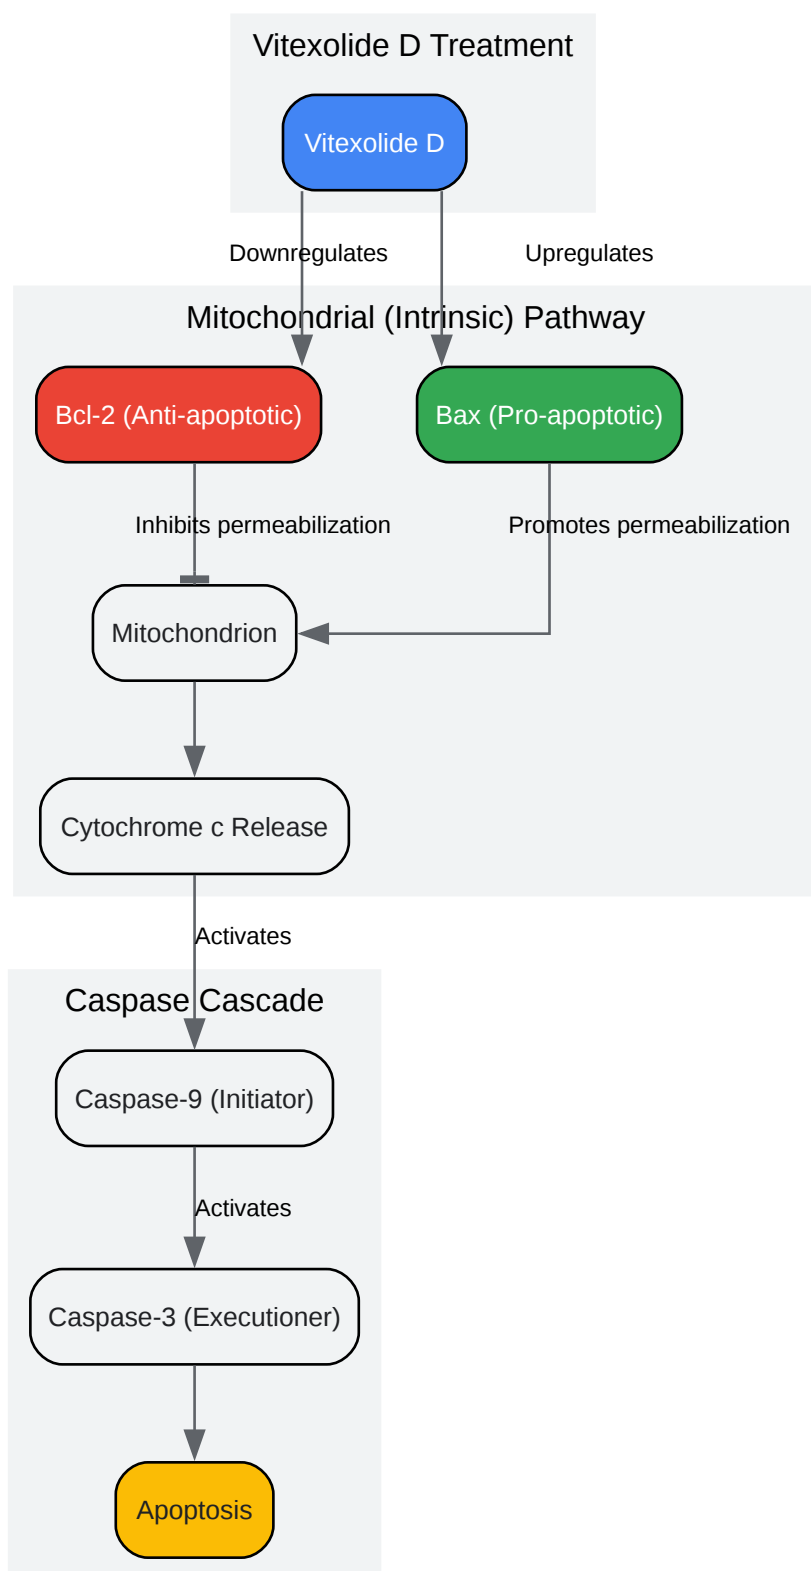 Vitexolide D Treatment
Vitexolide D
Downregulates
Upregulates
Mitochondrial (Intrinsic) Pathway
Bcl-2 (Anti-apoptotic)
Bax (Pro-apoptotic)
Inhibits permeabilization
Promotes permeabilization
Mitochondrion
Cytochrome c Release
Activates
Caspase Cascade
Caspase-9 (Initiator)
Activates
Caspase-3 (Executioner)
Apoptosis